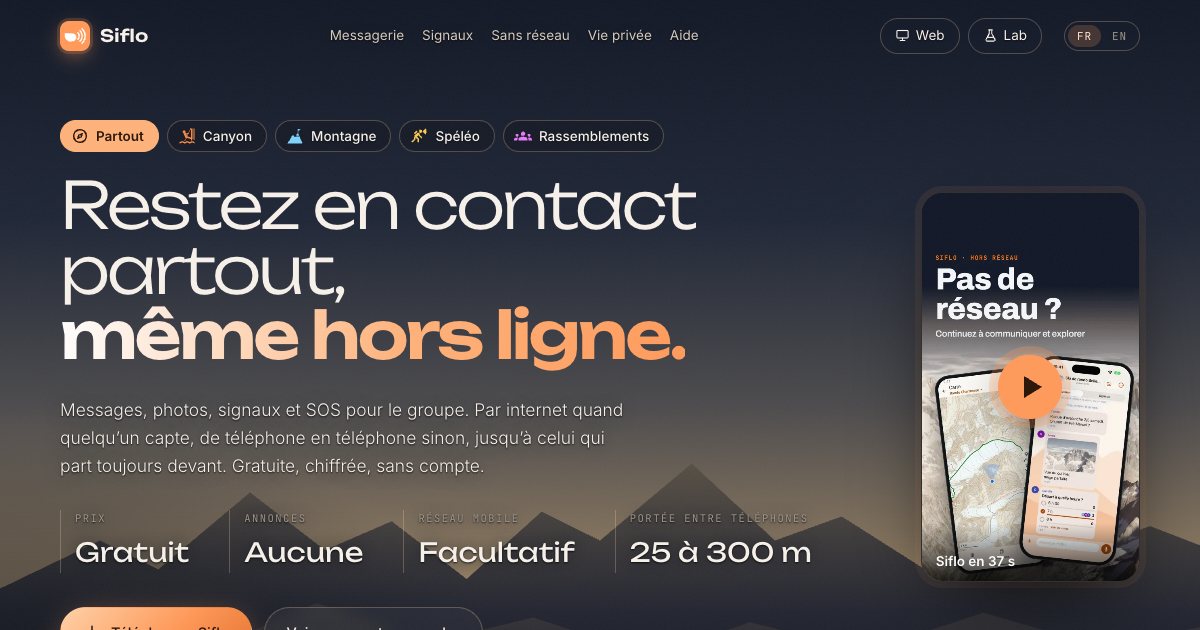 Siflo
Messagerie Signaux Sans réseau Vie privée Aide
Web
Lab
FR EN
Partout
Canyon
Montagne
Spéléo
Rassemblements
Restez en contact
partout,
même hors ligne.
Messages, photos, signaux et SOS pour le groupe. Par internet quand
quelqu’un capte, de téléphone en téléphone sinon, jusqu’à celui qui
part toujours devant. Gratuite, chiffrée, sans compte.
PRIX
Gratuit
ANNONCES
Aucune
RÉSEAU MOBILE
Facultatif
PORTÉE ENTRE TÉLÉPHONES
25 à 300 m
SIFLO · HORS RÉSEAU
Pas de
réseau ?
Continuez à communiquer et explorer
Siflo en 37 s